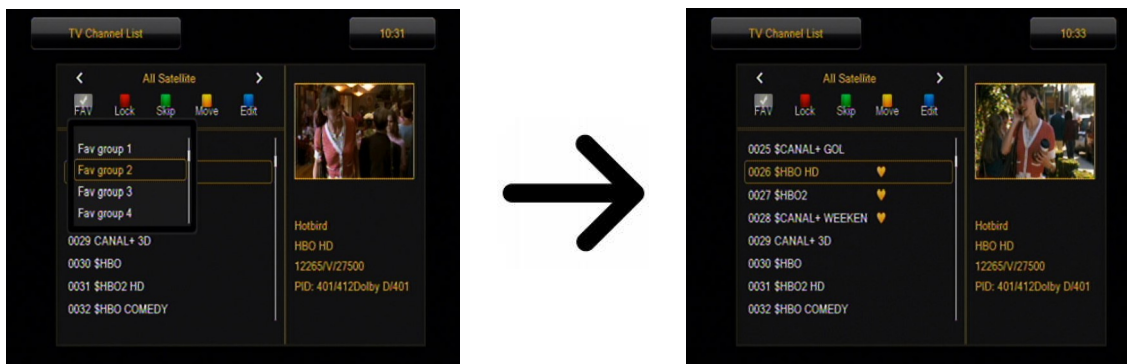 TV Channel List
10:31
All Satellite
FAV Lock Skip Move Edit
Fav group 1
Fav group 2
Fav group 3
Fav group 4
0029 CANAL+ 3D
0030 $HBO
0031 $HBO2 HD
0032 $HBO COMEDY
Hotbird
HBO HD
12265/V/27500
PID: 401/412Dolby D/401
TV Channel List
10:33
All Satellite
FAV Lock Skip Move Edit
0025 $CANAL+ GOL
0026 $HBO HD
0027 $HBO2
0028 $CANAL+ WEEKEN
0029 CANAL+ 3D
0030 $HBO
0031 $HBO2 HD
0032 $HBO COMEDY
Hotbird
HBO HD
12265/V/27500
PID: 401/412Dolby D/401